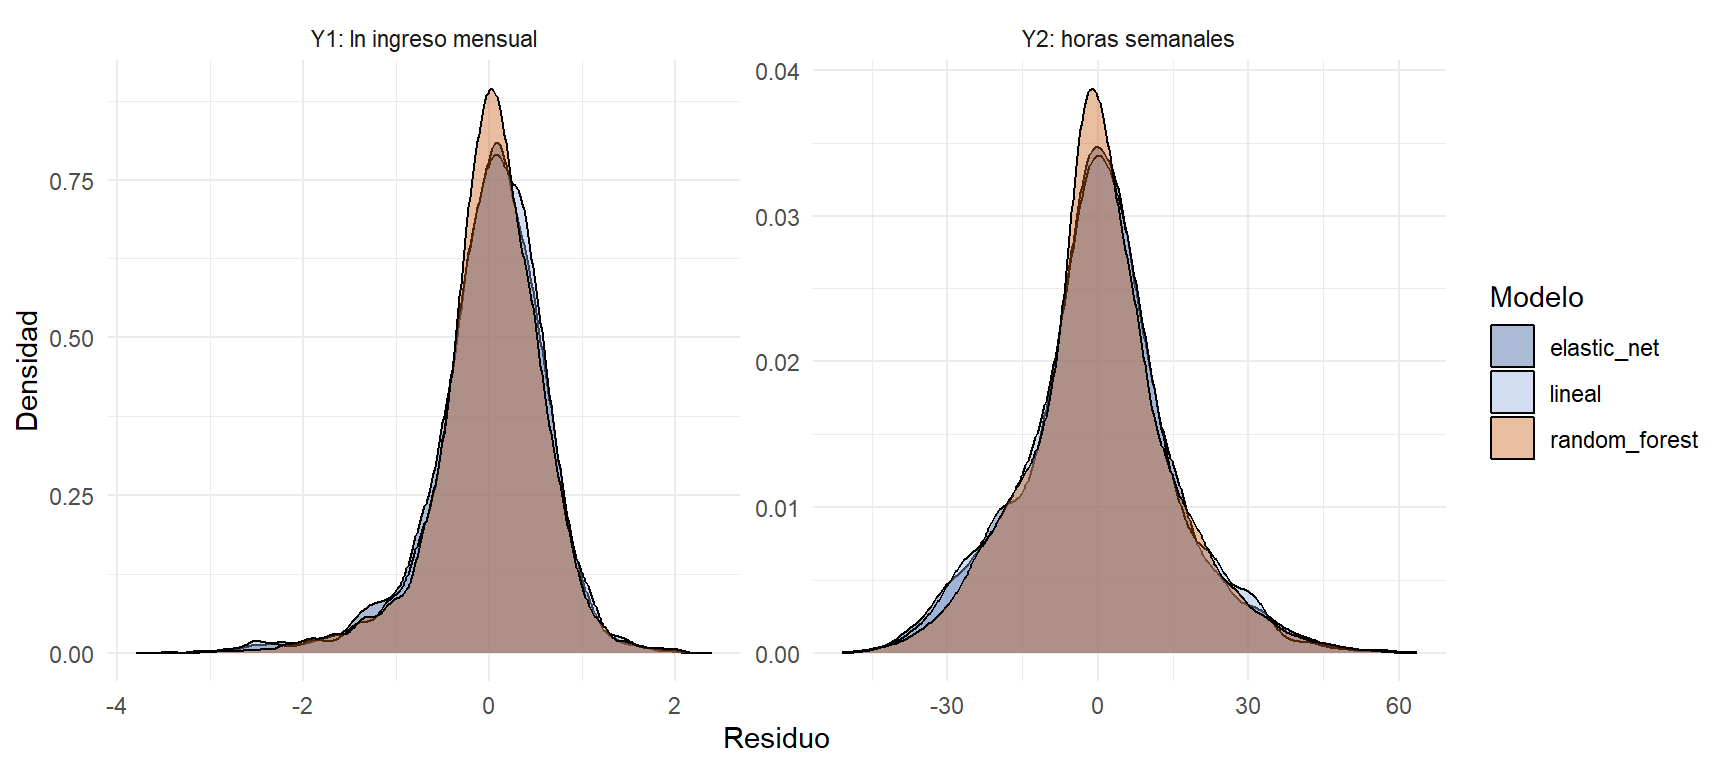 Y1: ln ingreso mensual
Y2: horas semanales
Densidad
0.75
0.50
0.25
0.00
0.04
0.03
0.02
0.01
0.00
-4
-2
0
2
-30
0
30
60
Residuo
Modelo
elastic_net
lineal
random_forest